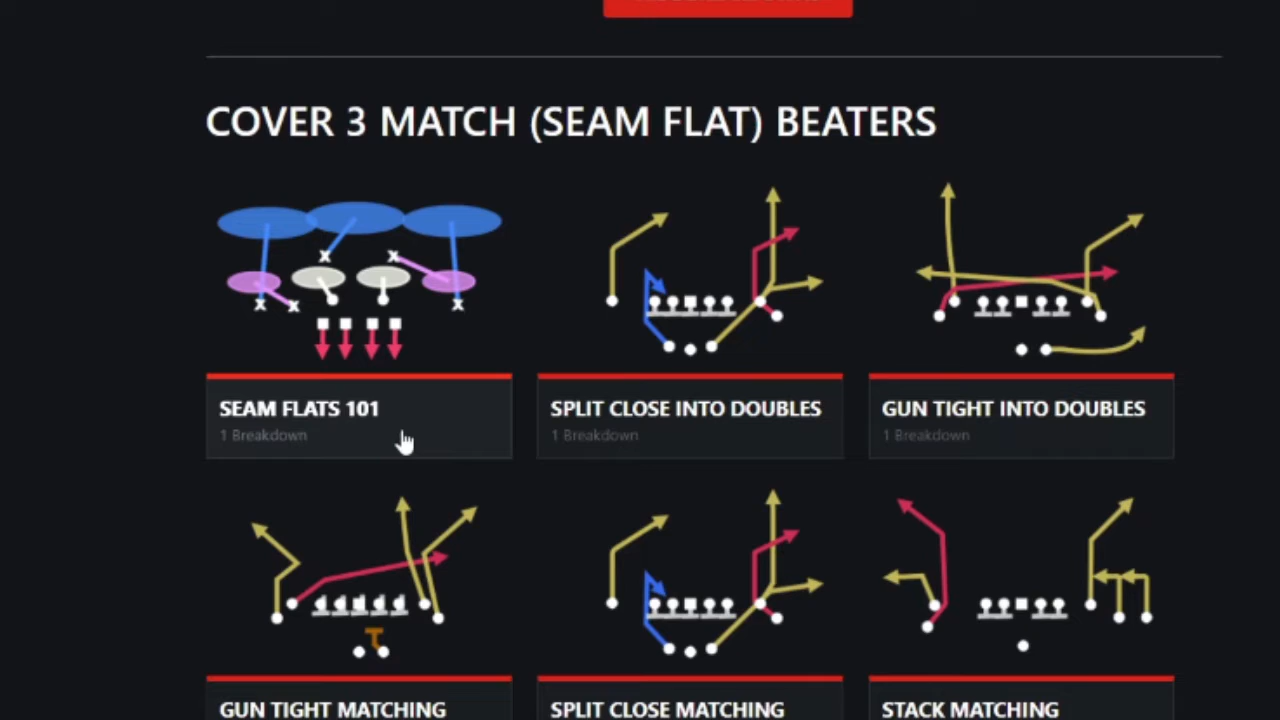 COVER 3 MATCH (SEAM FLAT) BEATERS
SEAM FLATS 101
1 Breakdown
SPLIT CLOSE INTO DOUBLES
1 Breakdown
GUN TIGHT INTO DOUBLES
1 Breakdown
GUN TIGHT MATCHING
SPLIT CLOSE MATCHING
STACK MATCHING